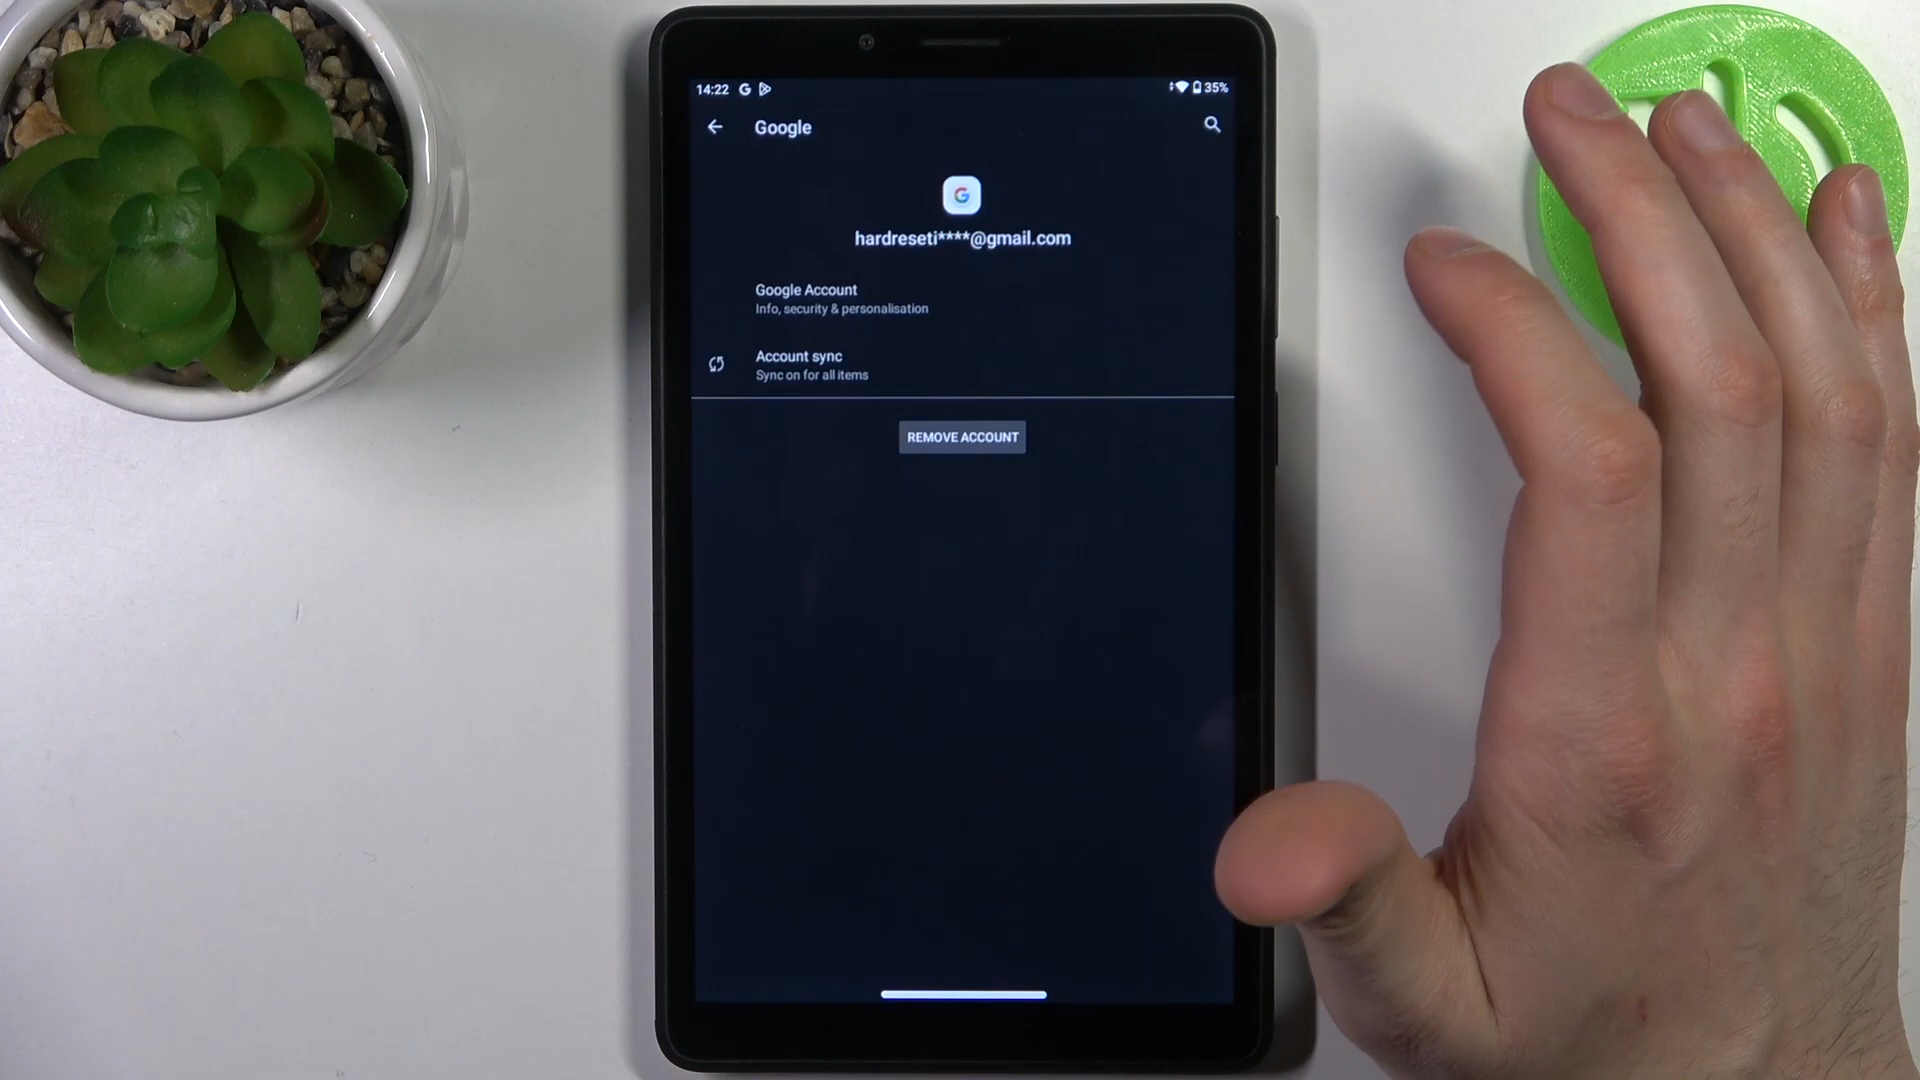 14:22 G 35%
Google
G
hardreseti****@gmail.com
Google Account
Info, security & personalisation
Account sync
Sync on for all items
REMOVE ACCOUNT